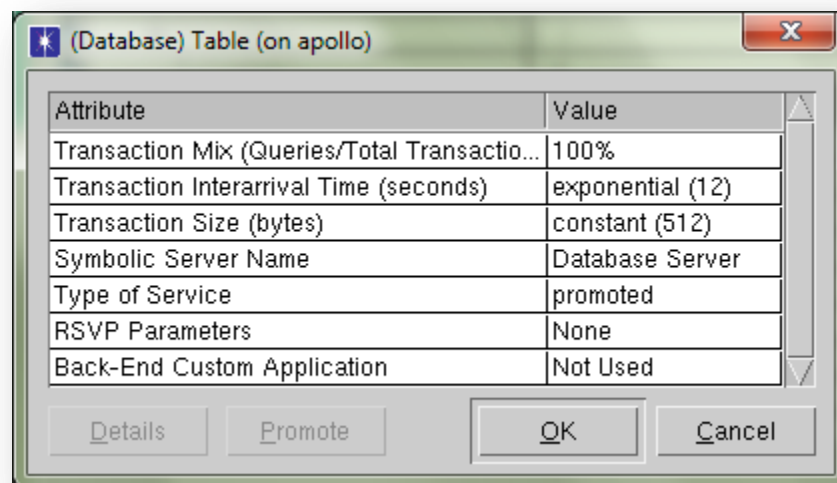 (Database) Table (on apollo)
Attribute Value
Transaction Mix (Queries/Total Transactio... 100%
Transaction Interarrival Time (seconds) exponential (12)
Transaction Size (bytes) constant (512)
Symbolic Server Name Database Server
Type of Service promoted
RSVP Parameters None
Back-End Custom Application Not Used
Details Promote OK Cancel